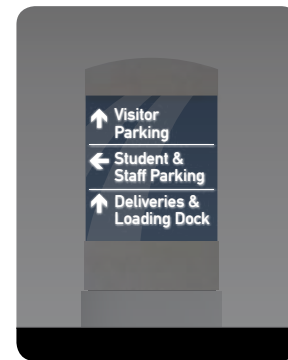 Visitor
Parking
Student &
Staff Parking
Deliveries &
Loading Dock